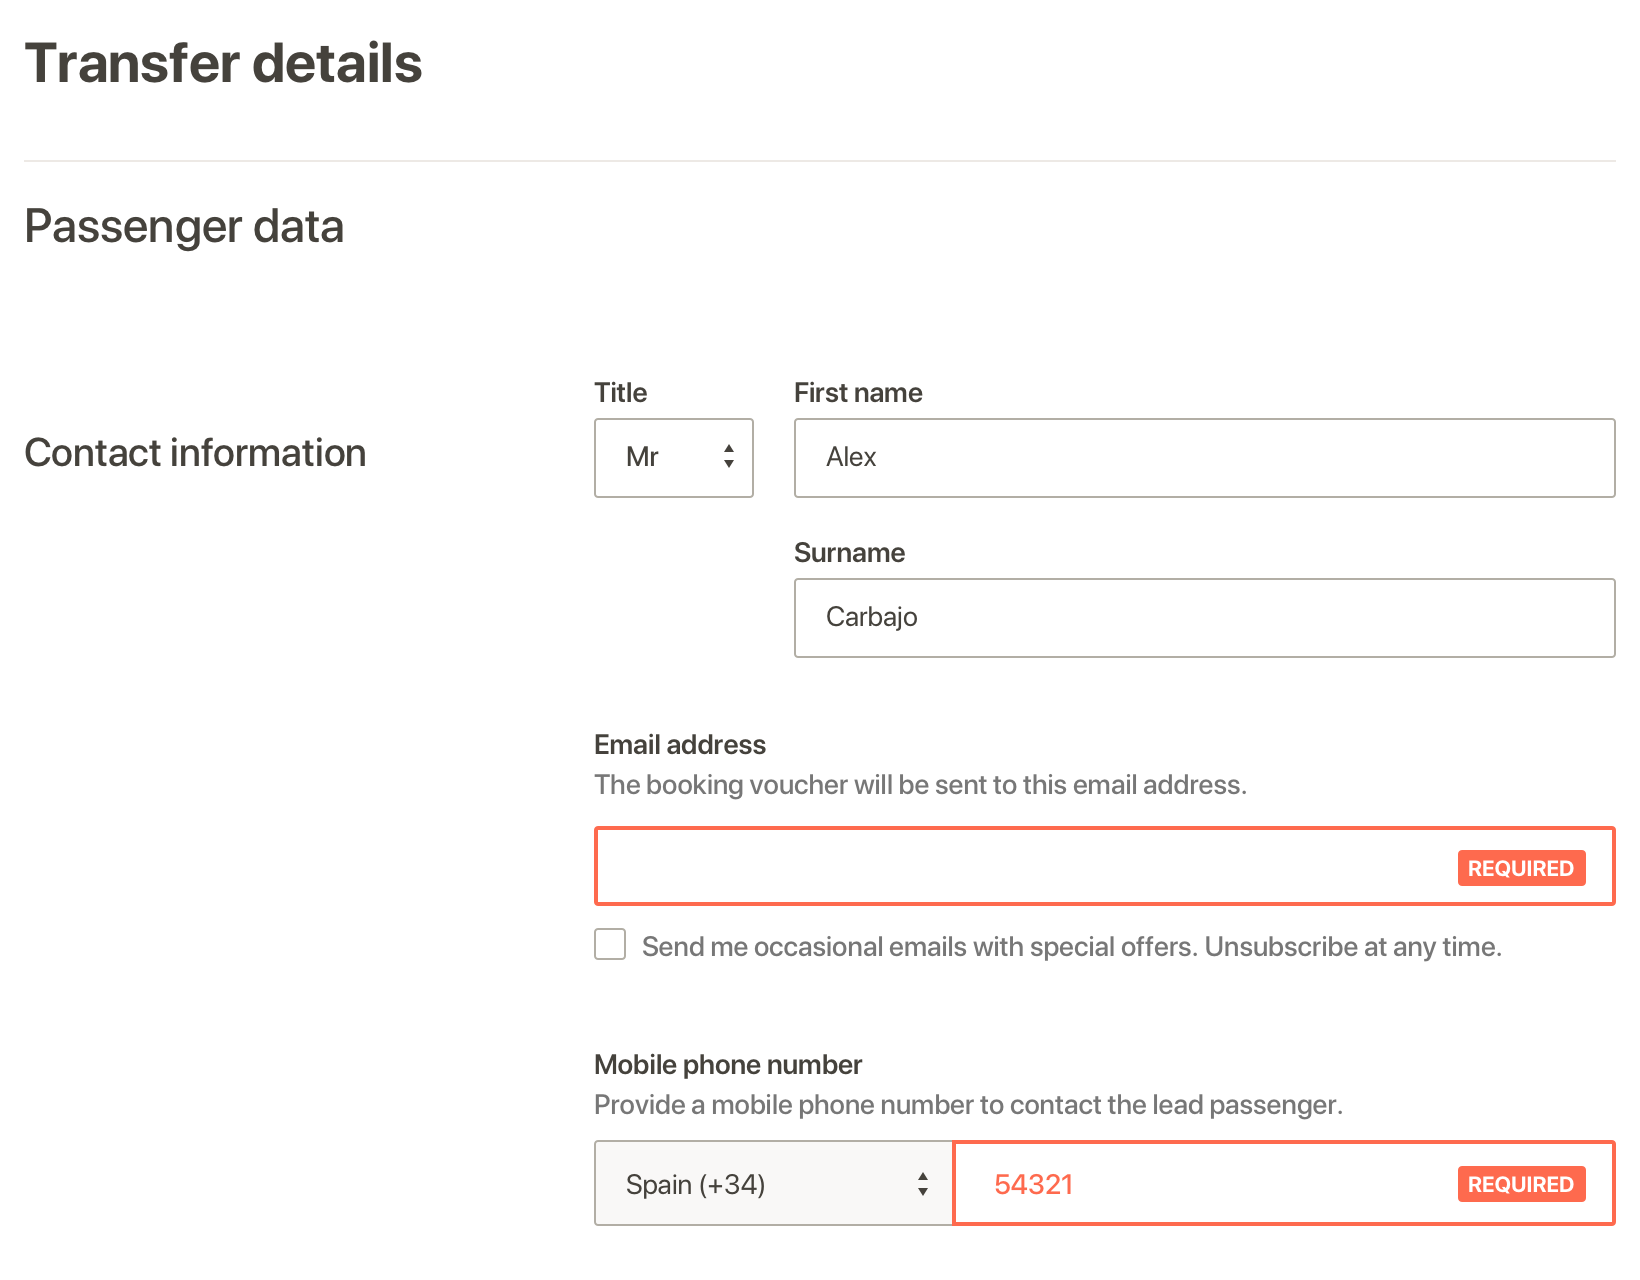 Transfer details
Passenger data
Contact information
Title
First name
Mr
Alex
Surname
Carbajo
Email address
The booking voucher will be sent to this email address.
REQUIRED
Send me occasional emails with special offers. Unsubscribe at any time.
Mobile phone number
Provide a mobile phone number to contact the lead passenger.
Spain (+34)
54321
REQUIRED